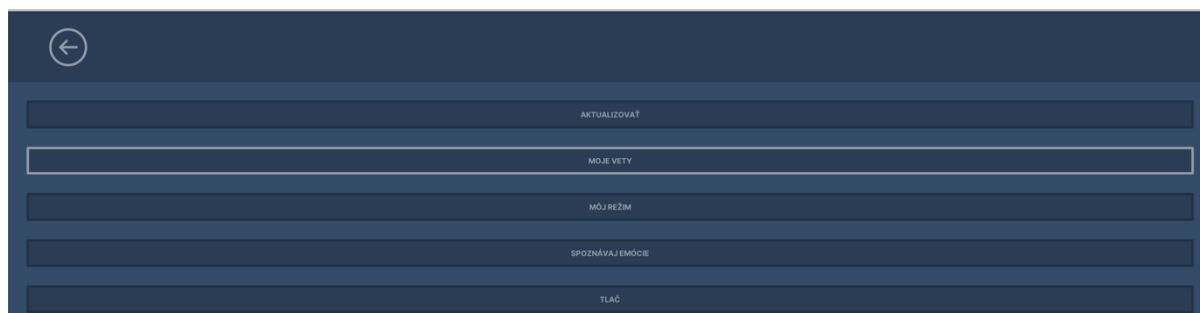 AKTUALIZOVAŤ
MOJE VETY
MÔJ REŽIM
SPOZNÁVAJ EMÓCIE
TLAČ